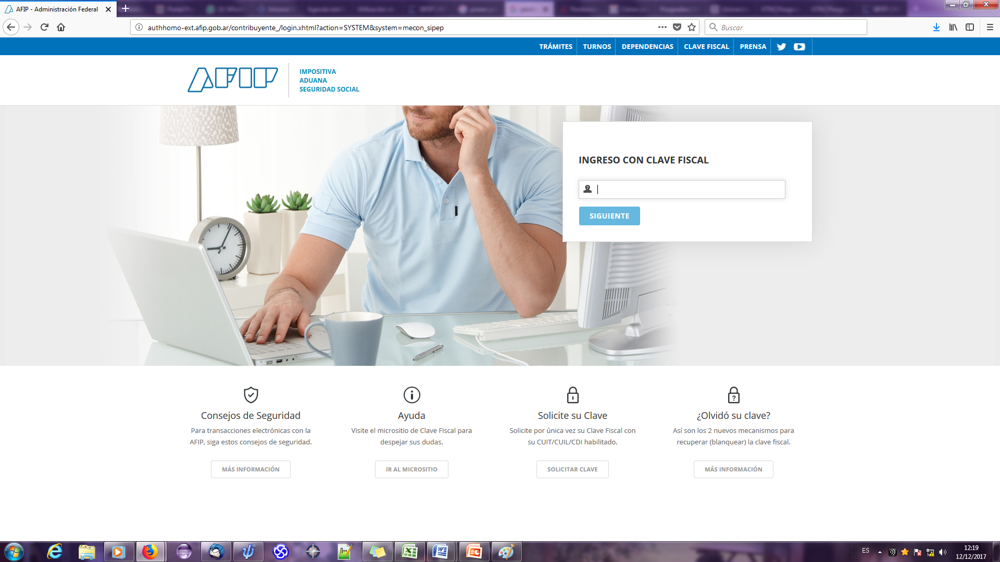 AFIP - Administración Federal
authhomo-ext.afip.gob.ar/contribuyente_/login.xhtml?action=SYSTEM&system=mecon_sipep
Buscar
TRÁMITES
TURNOS
DEPENDENCIAS
CLAVE FISCAL
PRENSA
AFIP
IMPOSITIVA
ADUANA
SEGURIDAD SOCIAL
INGRESO CON CLAVE FISCAL
SIGUIENTE
Consejos de Seguridad
Para transacciones electrónicas con la
AFIP, siga estos consejos de seguridad.
MÁS INFORMACIÓN
Ayuda
Visite el micrositio de Clave Fiscal para
despejar sus dudas.
IR AL MICROSITIO
Solicite su Clave
Solicite por única vez su Clave Fiscal con
su CUIT/CUIL/CDI habilitado.
SOLICITAR CLAVE
¿Olvidó su clave?
Así son los 2 nuevos mecanismos para
recuperar (blanquear) la clave fiscal.
MÁS INFORMACIÓN
ES
12:19
12/12/2017